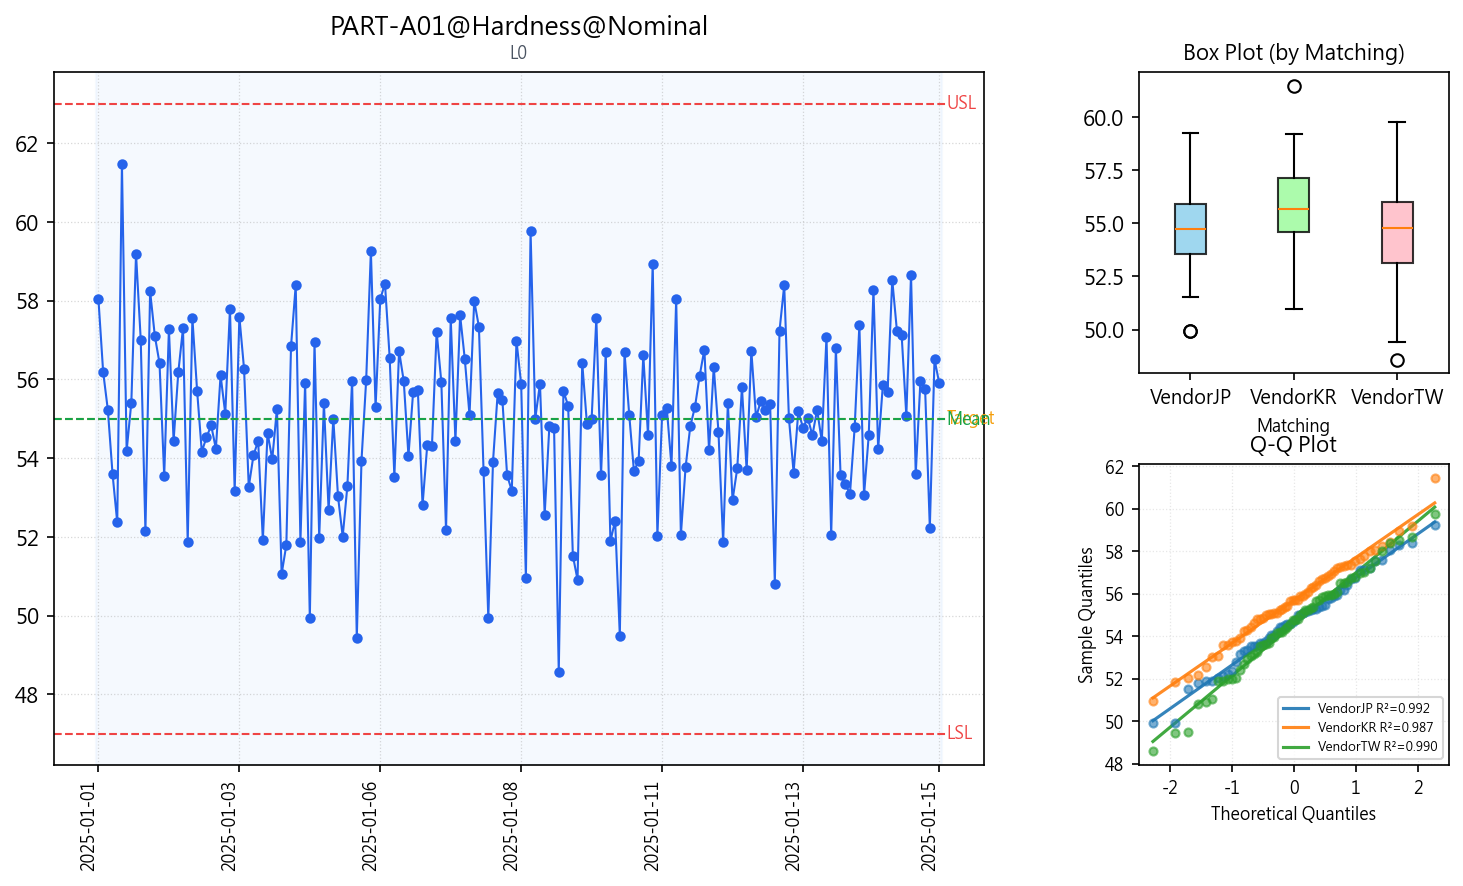 PART-A01@Hardness@Nominal
L0
USL
Target
Mean
LSL
62
60
58
56
54
52
50
48
2025-01-01
2025-01-03
2025-01-06
2025-01-08
2025-01-11
2025-01-13
2025-01-15
Box Plot (by Matching)
60.0
57.5
55.0
52.5
50.0
VendorJP VendorKR VendorTW
Matching
Q-Q Plot
Sample Quantiles
62
60
58
56
54
52
50
48
VendorJP R²=0.992
VendorKR R²=0.987
VendorTW R²=0.990
-2 -1 0 1 2
Theoretical Quantiles